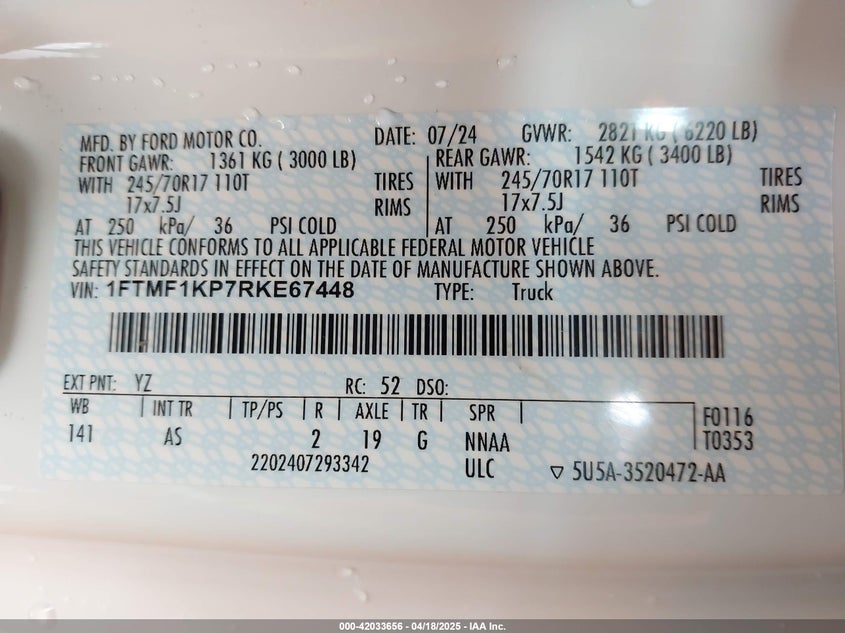 MFD. BY FORD MOTOR CO. DATE: 07/24 GVWR: 2821 KG ( 6220 LB)
FRONT GAWR: 1361 KG ( 3000 LB) REAR GAWR: 1542 KG ( 3400 LB)
WITH 245/70R17 110T TIRES WITH 245/70R17 110T TIRES
17x7.5J RIMS 17x7.5J RIMS
AT 250 kPa/ 36 PSI COLD AT 250 kPa/ 36 PSI COLD
THIS VEHICLE CONFORMS TO ALL APPLICABLE FEDERAL MOTOR VEHICLE
SAFETY STANDARDS IN EFFECT ON THE DATE OF MANUFACTURE SHOWN ABOVE.
VIN: 1FTMF1KP7RKE67448 TYPE: Truck
EXT PNT: YZ RC: 52 DSO:
WB INT TR TP/PS R AXLE TR SPR F0116
141 AS 2 19 G NNAA T0353
2202407293342 ULC ▽ 5U5A-3520472-AA
000-42033656 - 04/18/2025 - IAA Inc.